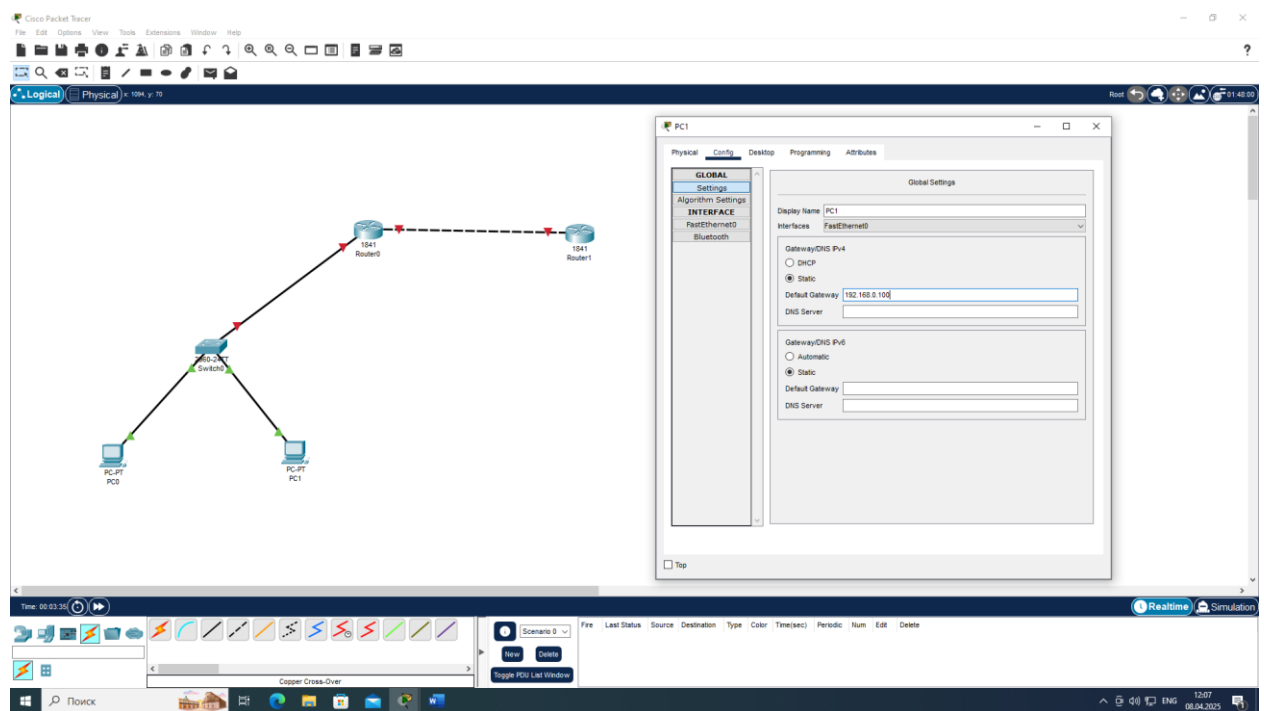 Cisco Packet Tracer
File Edit Options View Tools Extensions Window Help
?
Logical Physical x: 1094, y: 70
Root 01:48:00
PC1
Physical Config Desktop Programming Attributes
GLOBAL
Settings
Algorithm Settings
INTERFACE
FastEthernet0
Bluetooth
Global Settings
Display Name PC1
Interfaces FastEthernet0
Gateway/DNS IPv4
DHCP
Static
Default Gateway 192.168.0.100
DNS Server
Gateway/DNS IPv6
Automatic
Static
Default Gateway
DNS Server
Top
1841
Router0
1841
Router1
2960-24TT
Switch0
PC-PT
PC0
PC-PT
PC1
Time: 00:03:35
Realtime Simulation
Scenario 0
New Delete
Toggle PDU List Window
Fire Last Status Source Destination Type Color Time(sec) Periodic Num Edit Delete
Copper Cross-Over
Поиск
ENG
12:07
08.04.2025